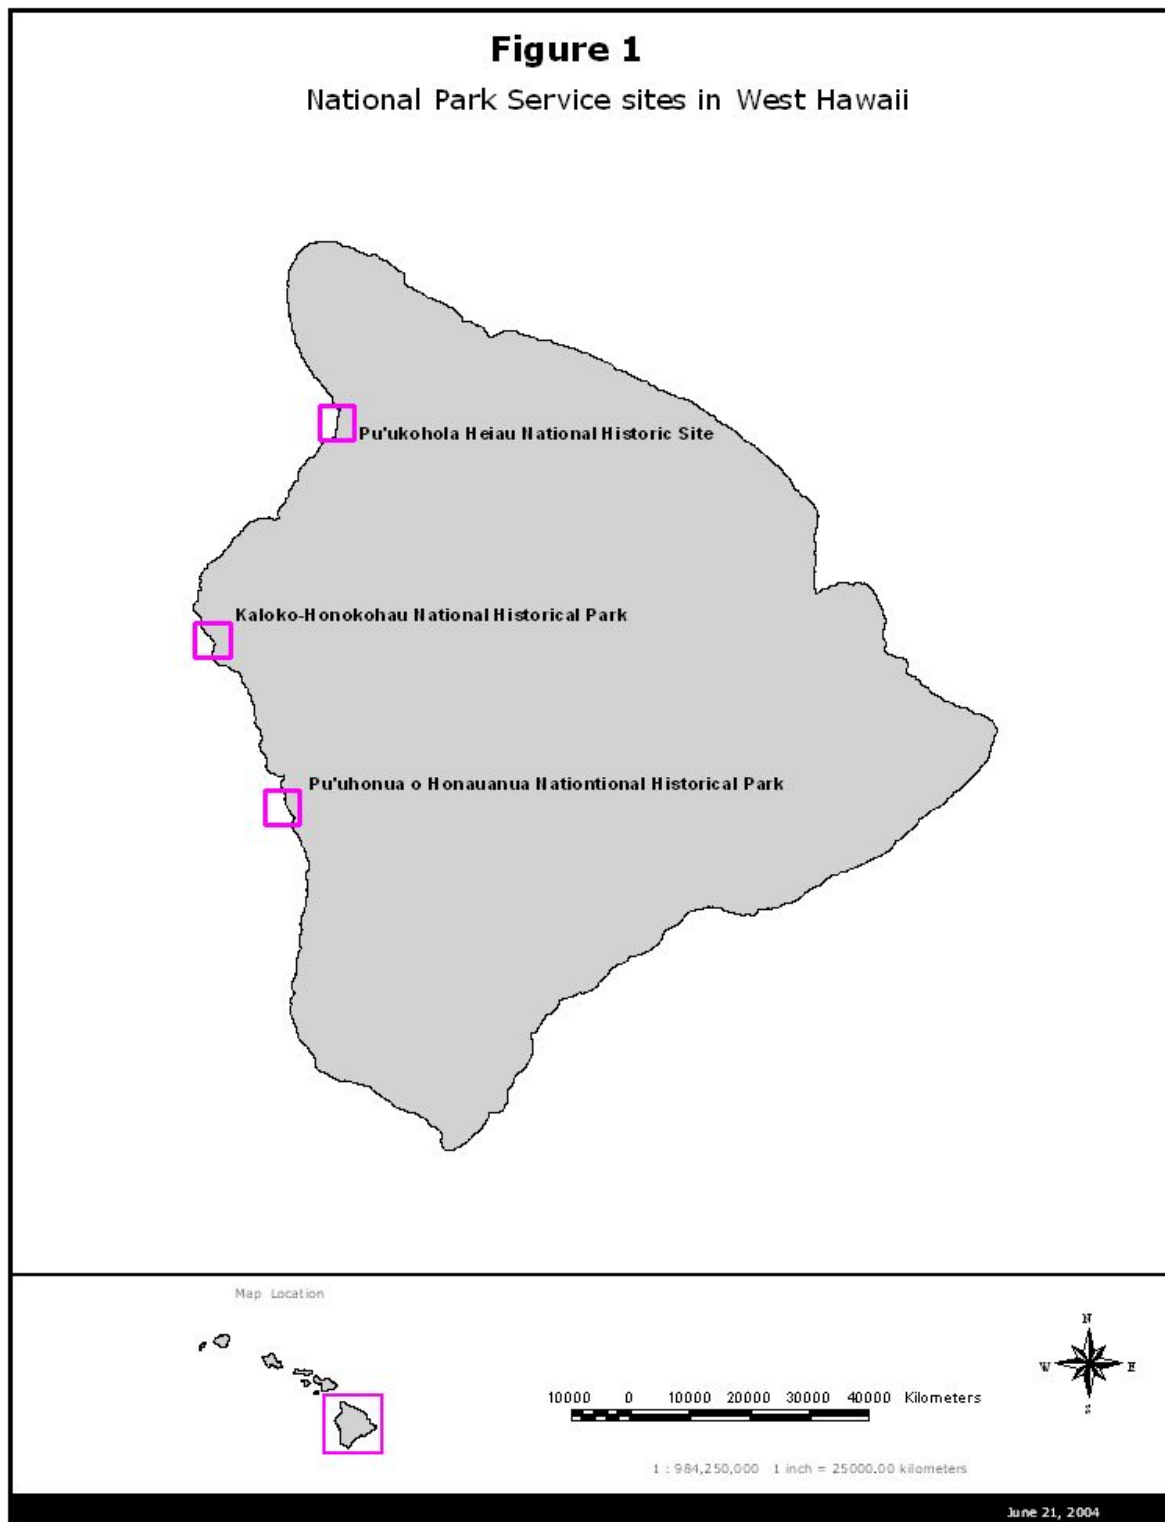 Figure 1
National Park Service sites in West Hawaii
Pu'ukohola Heiau National Historic Site
Kaloko-Honokohau National Historical Park
Pu'uhonua o Honauanua Nationtional Historical Park
Map Location
N
W E
S
10000 0 10000 20000 30000 40000 Kilometers
1 : 984,250,000 1 inch = 25000.00 kilometers
June 21, 2004